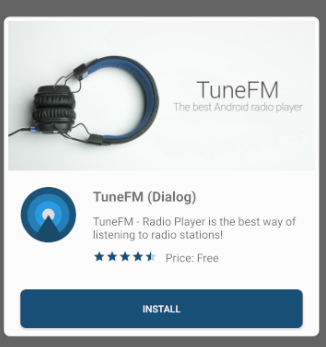 TuneFM
The best Android radio player
TuneFM (Dialog)
TuneFM - Radio Player is the best way of
listening to radio stations!
Price: Free
INSTALL